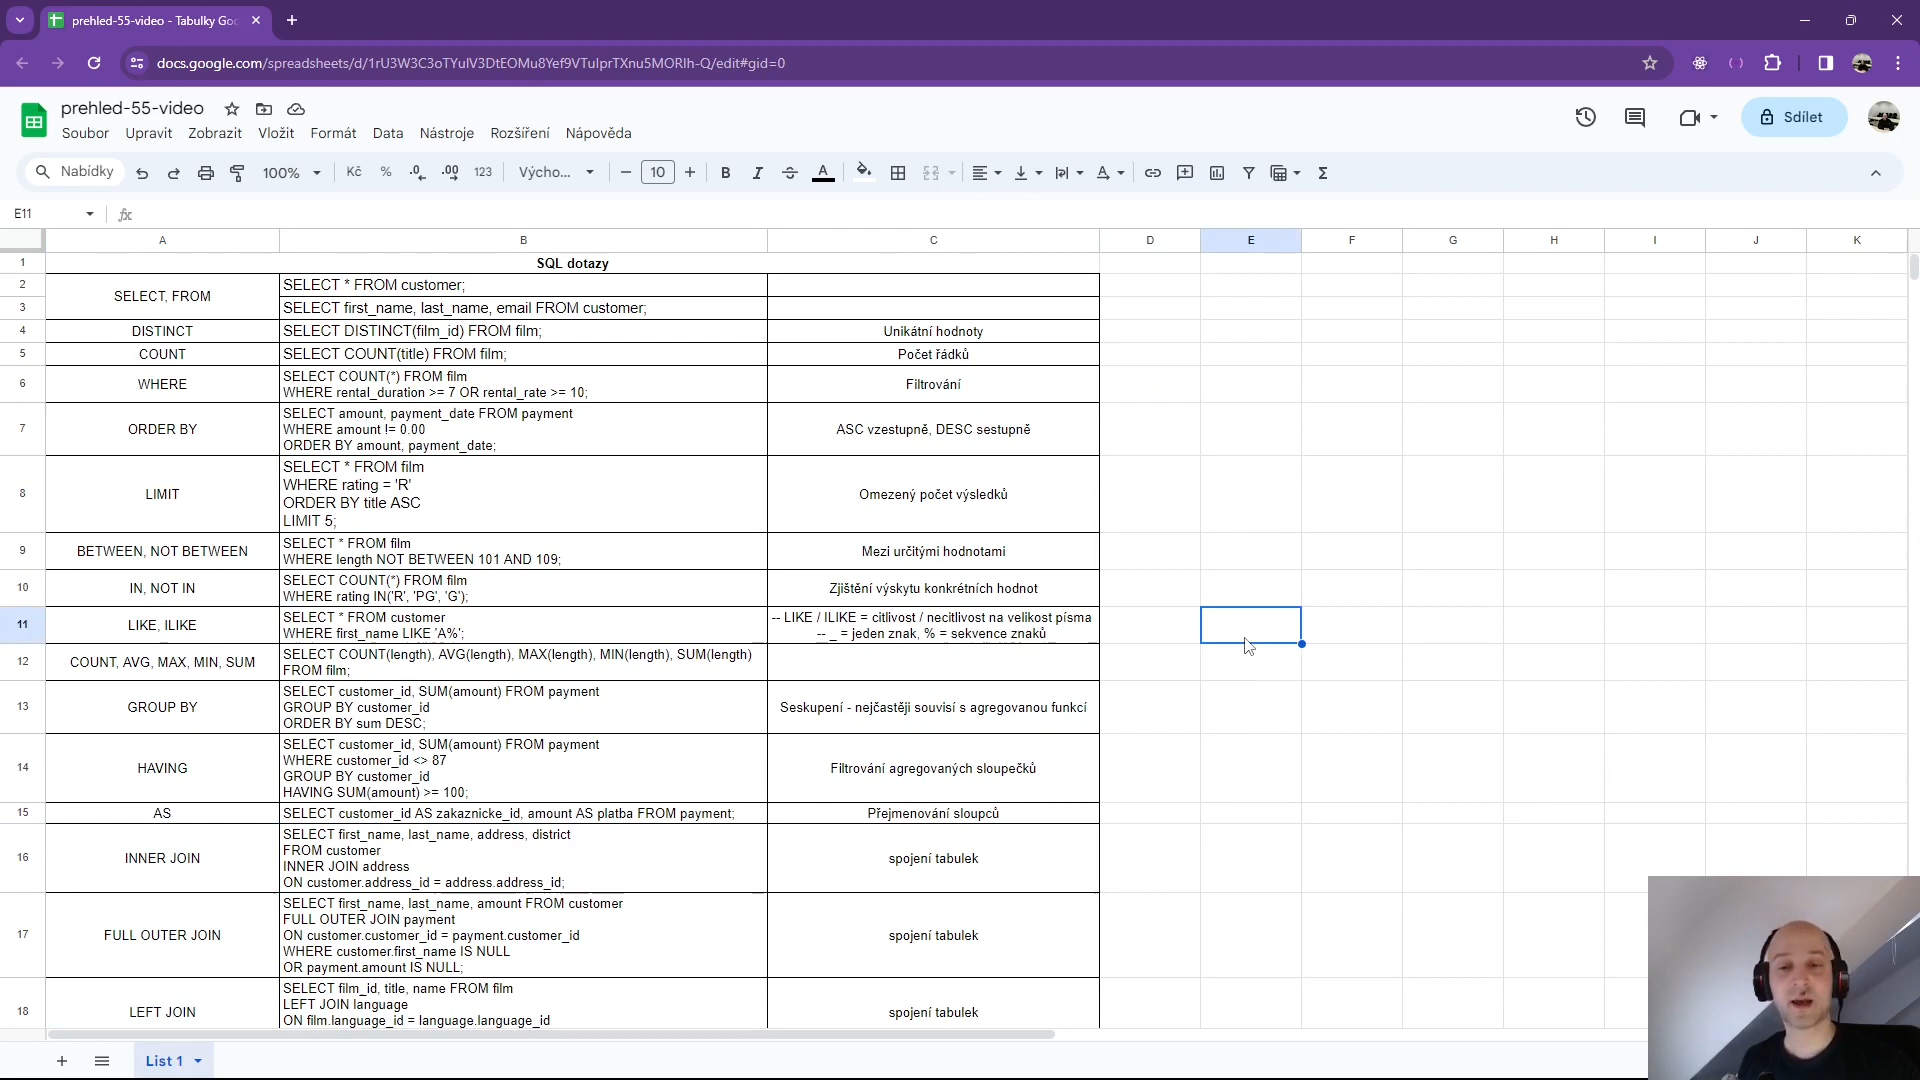 prehled-55-video - Tabulky Goo
docs.google.com/spreadsheets/d/1rU3W3C3oTYulV3DtEOMu8Yef9VTulprTXnu5MORlh-Q/edit#gid=0
prehled-55-video
Soubor Upravit Zobrazit Vložit Formát Data Nástroje Rozšíření Nápověda
Sdílet
Nabídky 100% Kč % .0 .00 123 Výcho... 10 B I A Σ
E11 fx
A B C D E F G H I J K
1 SQL dotazy
2 SELECT * FROM customer;
SELECT, FROM
3 SELECT first_name, last_name, email FROM customer;
4 DISTINCT SELECT DISTINCT(film_id) FROM film; Unikátní hodnoty
5 COUNT SELECT COUNT(title) FROM film; Počet řádků
6 WHERE SELECT COUNT(*) FROM film
WHERE rental_duration >= 7 OR rental_rate >= 10; Filtrování
7 ORDER BY SELECT amount, payment_date FROM payment
WHERE amount != 0.00 ASC vzestupně, DESC sestupně
ORDER BY amount, payment_date;
8 LIMIT SELECT * FROM film
WHERE rating = 'R'
ORDER BY title ASC Omezený počet výsledků
LIMIT 5;
9 BETWEEN, NOT BETWEEN SELECT * FROM film
WHERE length NOT BETWEEN 101 AND 109; Mezi určitými hodnotami
10 IN, NOT IN SELECT COUNT(*) FROM film
WHERE rating IN('R', 'PG', 'G'); Zjištění výskytu konkrétních hodnot
11 LIKE, ILIKE SELECT * FROM customer -- LIKE / ILIKE = citlivost / necitlivost na velikost písma
WHERE first_name LIKE 'A%'; -- _ = jeden znak, % = sekvence znaků
12 COUNT, AVG, MAX, MIN, SUM SELECT COUNT(length), AVG(length), MAX(length), MIN(length), SUM(length)
FROM film;
13 GROUP BY SELECT customer_id, SUM(amount) FROM payment
GROUP BY customer_id Seskupení - nejčastěji souvisí s agregovanou funkcí
ORDER BY sum DESC;
14 HAVING SELECT customer_id, SUM(amount) FROM payment
WHERE customer_id <> 87
GROUP BY customer_id Filtrování agregovaných sloupečků
HAVING SUM(amount) >= 100;
15 AS SELECT customer_id AS zakaznicke_id, amount AS platba FROM payment; Přejmenování sloupců
16 INNER JOIN SELECT first_name, last_name, address, district
FROM customer
INNER JOIN address spojení tabulek
ON customer.address_id = address.address_id;
17 FULL OUTER JOIN SELECT first_name, last_name, amount FROM customer
FULL OUTER JOIN payment
ON customer.customer_id = payment.customer_id spojení tabulek
WHERE customer.first_name IS NULL
OR payment.amount IS NULL;
18 LEFT JOIN SELECT film_id, title, name FROM film
LEFT JOIN language spojení tabulek
ON film.language_id = language.language_id
List 1